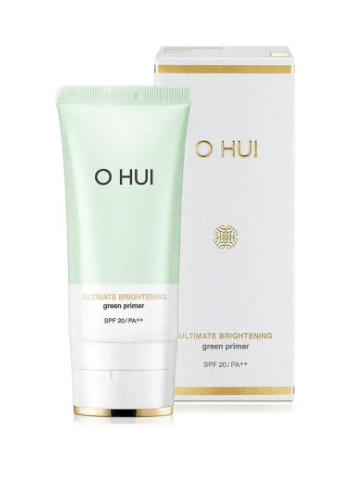 O HUI
ULTIMATE BRIGHTENING
green primer
SPF 20/PA++
O HUI
ULTIMATE BRIGHTENING
green primer
SPF 20/PA++